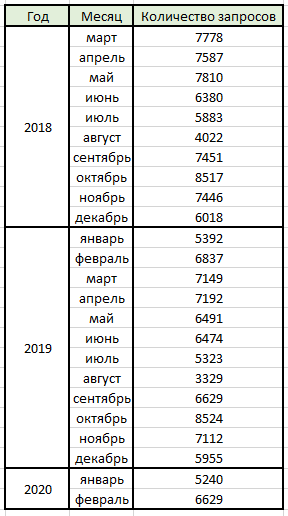 Год Месяц Количество запросов
2018 март 7778
апрель 7587
май 7810
июнь 6380
июль 5883
август 4022
сентябрь 7451
октябрь 8517
ноябрь 7446
декабрь 6018
2019 январь 5392
февраль 6837
март 7149
апрель 7192
май 6491
июнь 6474
июль 5323
август 3329
сентябрь 6629
октябрь 8524
ноябрь 7112
декабрь 5955
2020 январь 5240
февраль 6629